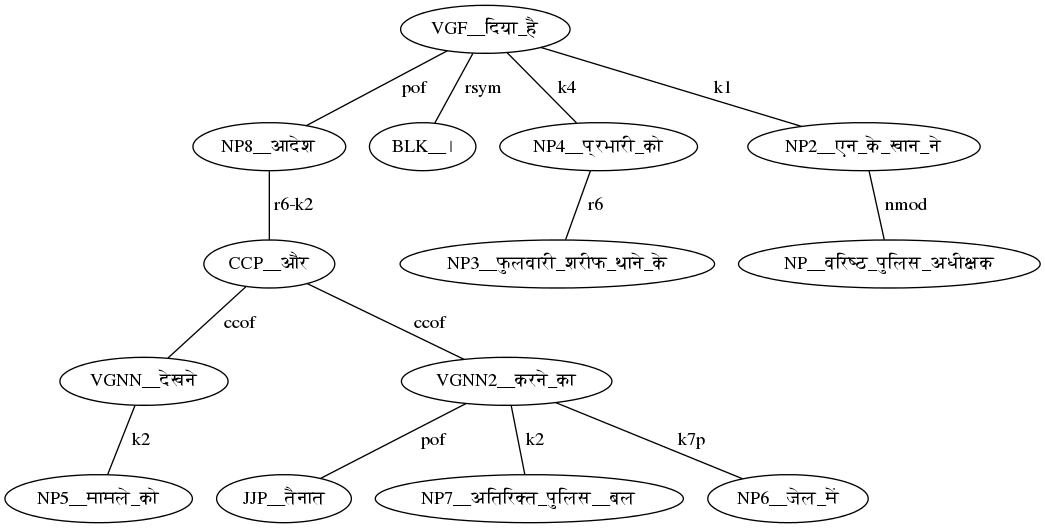 VGF__दिया_है
pof rsym k4 k1
NP8__आदेश BLK__। NP4__प्रभारी_को NP2__एन_के_खान_ने
r6-k2 r6 nmod
CCP__और NP3__फुलवारी_शरीफ_थाने_के NP__वरिष्ठ_पुलिस_अधीक्षक
ccof ccof
VGNN__देखने VGNN2__करने_का
k2 pof k2 k7p
NP5__मामले_को JJP__तैनात NP7__अतिरिक्त_पुलिस__बल NP6__जेल_में